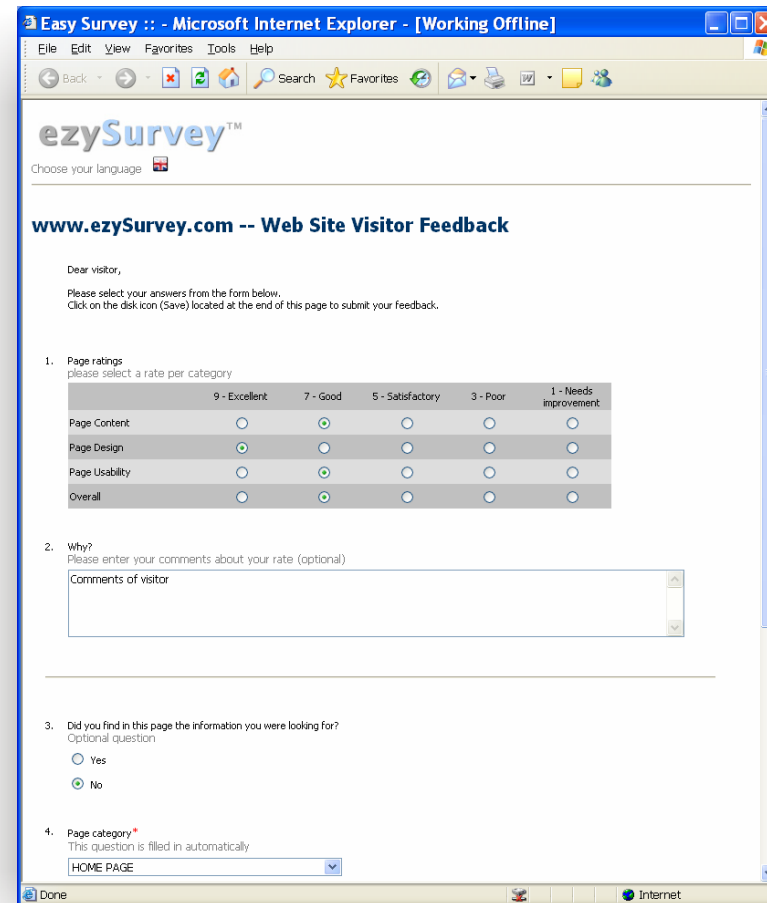 Easy Survey :: - Microsoft Internet Explorer - [Working Offline]
File Edit View Favorites Tools Help
Back Search Favorites
ezySurvey™
Choose your language
www.ezySurvey.com -- Web Site Visitor Feedback
Dear visitor,
Please select your answers from the form below.
Click on the disk icon (Save) located at the end of this page to submit your feedback.
1. Page ratings
please select a rate per category
9 - Excellent 7 - Good 5 - Satisfactory 3 - Poor 1 - Needs improvement
Page Content
Page Design
Page Usability
Overall
2. Why?
Please enter your comments about your rate (optional)
Comments of visitor
3. Did you find in this page the information you were looking for?
Optional question
Yes
No
4. Page category*
This question is filled in automatically
HOME PAGE
Done Internet